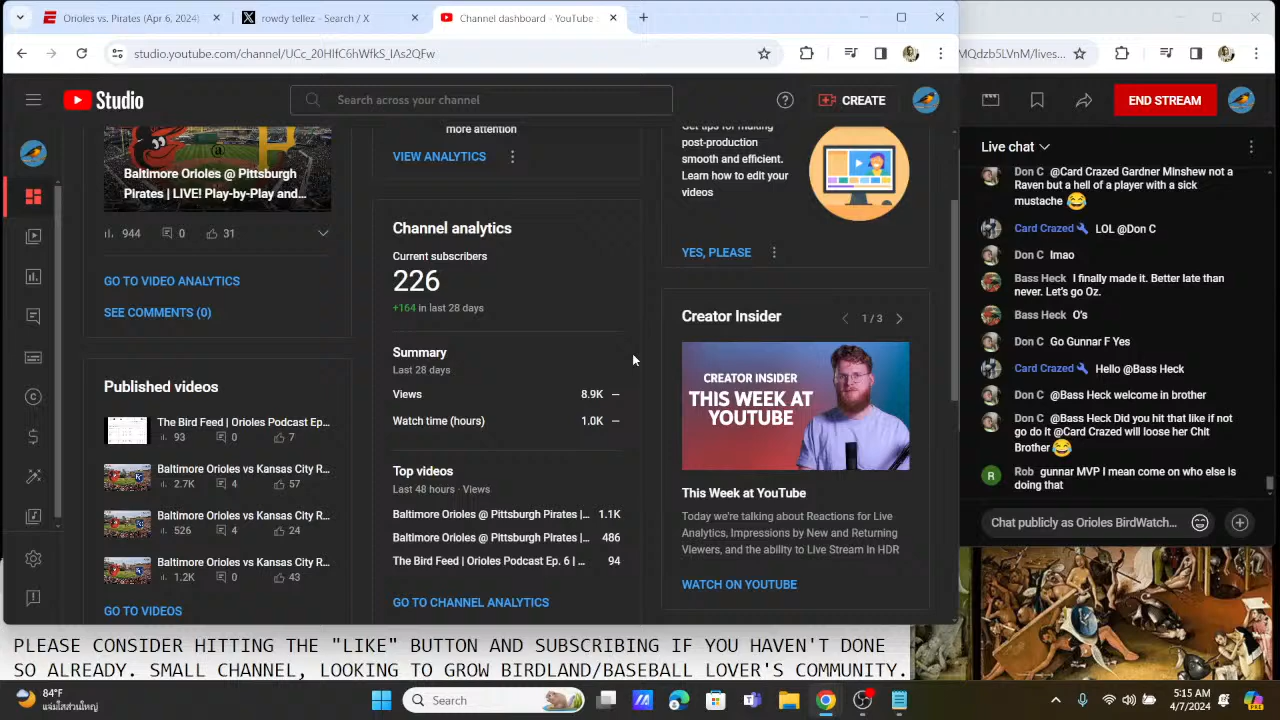 Orioles vs. Pirates (Apr 6, 2024)
rowdy tellez - Search / X
Channel dashboard - YouTube
studio.youtube.com/channel/UCc_20HIfC6hWfkS_IAs2QFw
MQdzb5LVnM/lives...
Studio
Search across your channel
CREATE
END STREAM
@
Baltimore Orioles @ Pittsburgh
Pirates | LIVE! Play-by-Play and...
944
0
31
GO TO VIDEO ANALYTICS
SEE COMMENTS (0)
Published videos
The Bird Feed | Orioles Podcast Ep...
93
0
7
Baltimore Orioles vs Kansas City R...
2.7K
4
57
Baltimore Orioles vs Kansas City R...
526
4
24
Baltimore Orioles vs Kansas City R...
1.2K
0
43
GO TO VIDEOS
more attention
VIEW ANALYTICS
Channel analytics
Current subscribers
226
+164 in last 28 days
Summary
Last 28 days
Views 8.9K —
Watch time (hours) 1.0K —
Top videos
Last 48 hours · Views
Baltimore Orioles @ Pittsburgh Pirates |... 1.1K
Baltimore Orioles @ Pittsburgh Pirates |... 486
The Bird Feed | Orioles Podcast Ep. 6 | ... 94
GO TO CHANNEL ANALYTICS
Get tips for making
post-production
smooth and efficient.
Learn how to edit your
videos
YES, PLEASE
Creator Insider
1 / 3
CREATOR INSIDER
THIS WEEK AT
YOUTUBE
This Week at YouTube
Today we're talking about Reactions for Live
Analytics, Impressions by New and Returning
Viewers, and the ability to Live Stream in HDR
WATCH ON YOUTUBE
Live chat
Don C @Card Crazed Gardner Minshew not a
Raven but a hell of a player with a sick
mustache 😂
Card Crazed LOL @Don C
Don C lmao
Bass Heck I finally made it. Better late than
never. Let's go Oz.
Bass Heck O's
Don C Go Gunnar F Yes
Card Crazed Hello @Bass Heck
Don C @Bass Heck welcome in brother
Don C @Bass Heck Did you hit that like if not
go do It @Card Crazed will loose her Chit
Brother 😂
R
Rob gunnar MVP I mean come on who else is
doing that
Chat publicly as Orioles BirdWatch...
PLEASE CONSIDER HITTING THE "LIKE" BUTTON AND SUBSCRIBING IF YOU HAVEN'T DONE
SO ALREADY. SMALL CHANNEL, LOOKING TO GROW BIRDLAND/BASEBALL LOVER'S COMMUNITY.
84°F
แจ่มใสส่วนใหญ่
Search
5:15 AM
4/7/2024